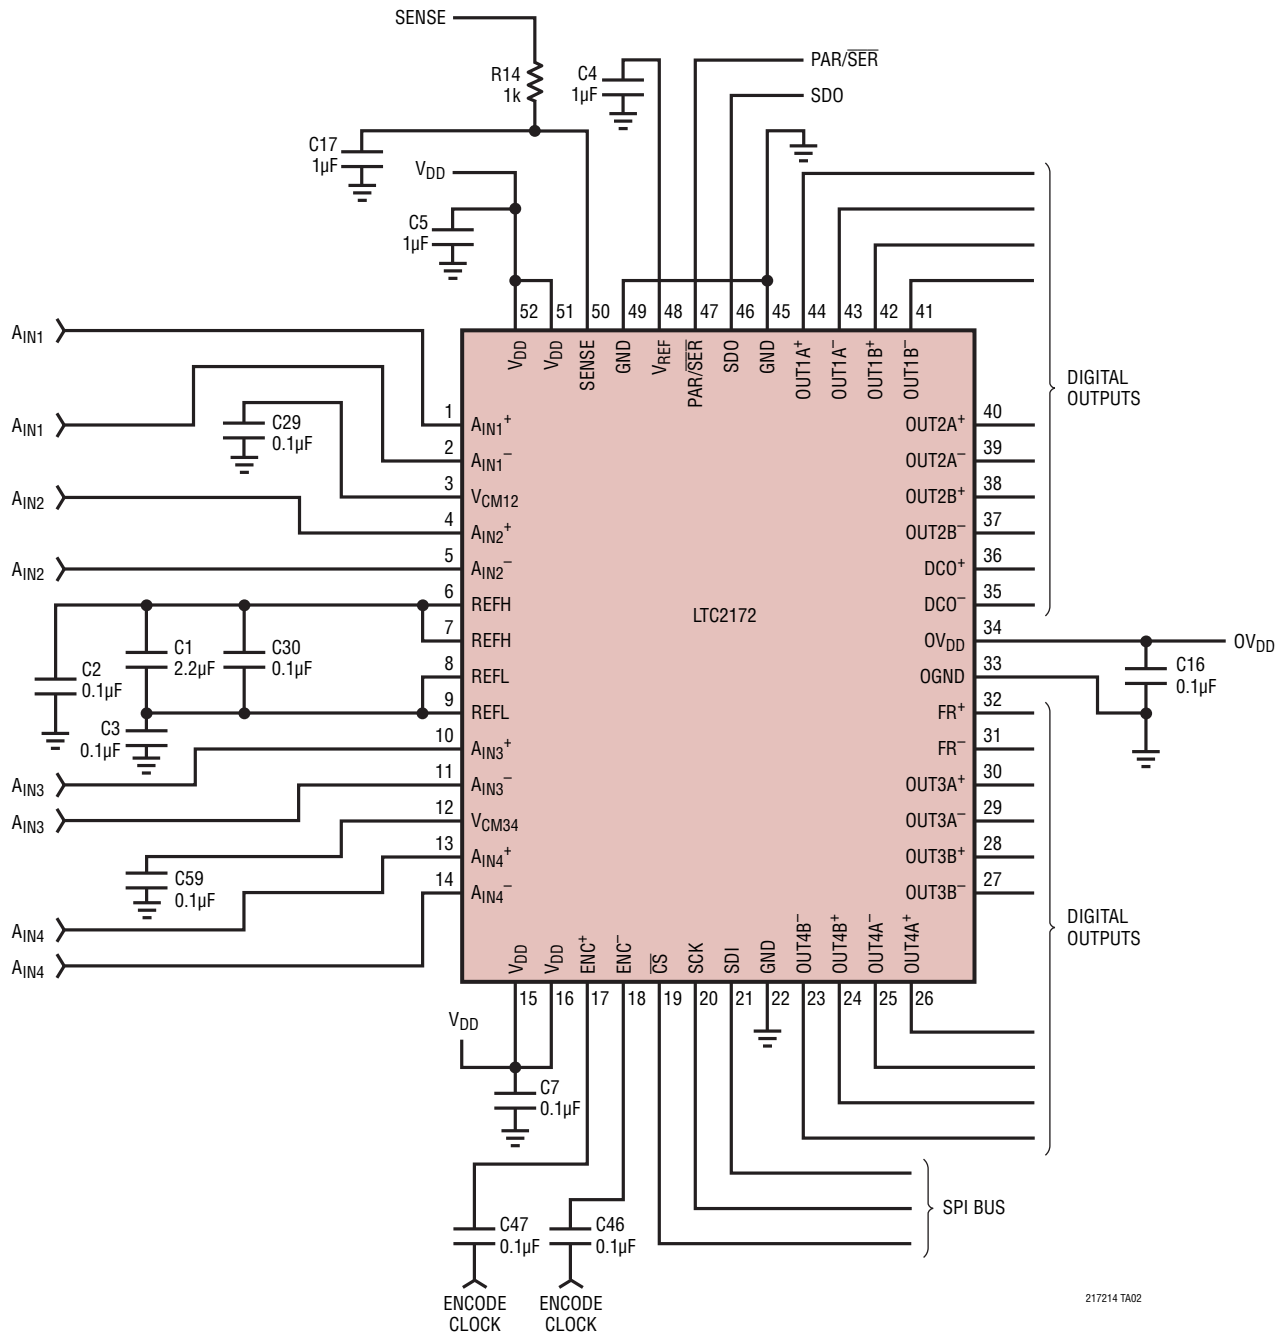 SENSE
R14
1k
C4
1µF
PAR/SER
SDO
C17
1µF
VDD
C5
1µF
52 51 50 49 48 47 46 45 44 43 42 41
VDD
VDD
SENSE
GND
VREF
PAR/SER
SDO
GND
OUT1A+
OUT1A–
OUT1B+
OUT1B–
AIN1
AIN1
C29
0.1µF
AIN2
AIN2
C2
0.1µF
C1
2.2µF
C30
0.1µF
C3
0.1µF
AIN3
AIN3
C59
0.1µF
AIN4
AIN4
1 AIN1+
2 AIN1–
3 VCM12
4 AIN2+
5 AIN2–
6 REFH
7 REFH
8 REFL
9 REFL
10 AIN3+
11 AIN3–
12 VCM34
13 AIN4+
14 AIN4–
LTC2172
OUT2A+ 40
OUT2A– 39
OUT2B+ 38
OUT2B– 37
DCO+ 36
DCO– 35
OVDD 34
OGND 33
FR+ 32
FR– 31
OUT3A+ 30
OUT3A– 29
OUT3B+ 28
OUT3B– 27
DIGITAL
OUTPUTS
OVDD
C16
0.1µF
DIGITAL
OUTPUTS
VDD
VDD
ENC+
ENC–
CS
SCK
SDI
GND
OUT4B–
OUT4B+
OUT4A–
OUT4A+
15 16 17 18 19 20 21 22 23 24 25 26
VDD
C7
0.1µF
C47
0.1µF
C46
0.1µF
ENCODE
CLOCK
ENCODE
CLOCK
SPI BUS
217214 TA02